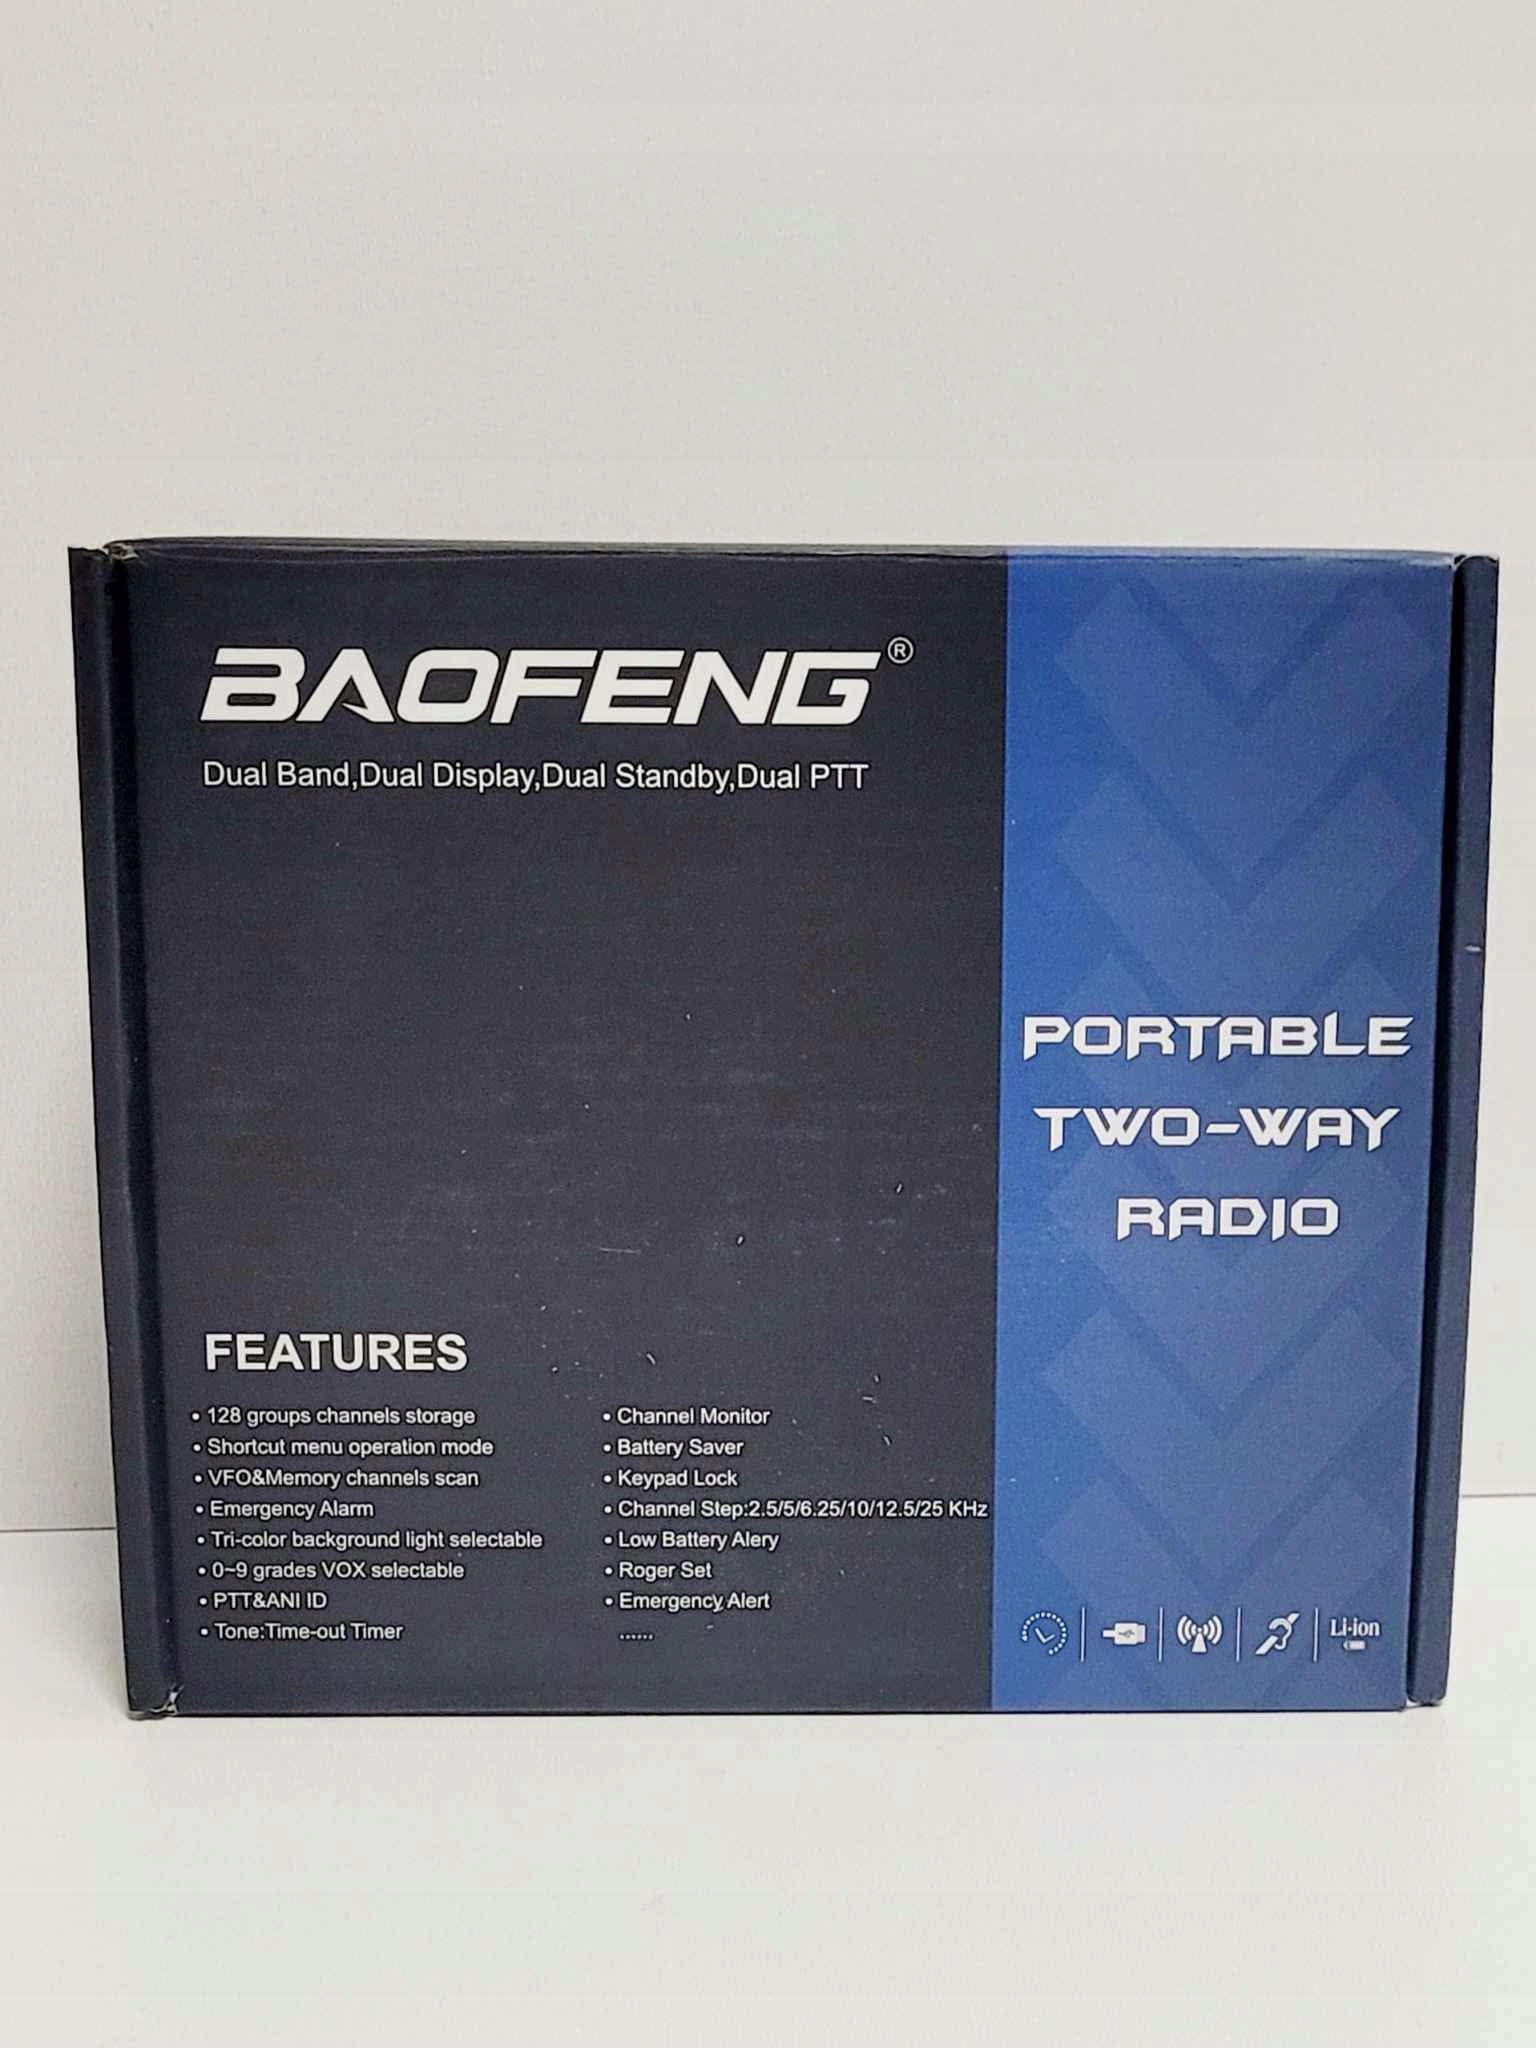 BAOFENG®
Dual Band,Dual Display,Dual Standby,Dual PTT
PORTABLE
TWO-WAY
RADIO
FEATURES
• 128 groups channels storage
• Shortcut menu operation mode
• VFO&Memory channels scan
• Emergency Alarm
• Tri-color background light selectable
• 0~9 grades VOX selectable
• PTT&ANI ID
• Tone:Time-out Timer
• Channel Monitor
• Battery Saver
• Keypad Lock
• Channel Step:2.5/5/6.25/10/12.5/25 KHz
• Low Battery Alery
• Roger Set
• Emergency Alert
......
Li-ion